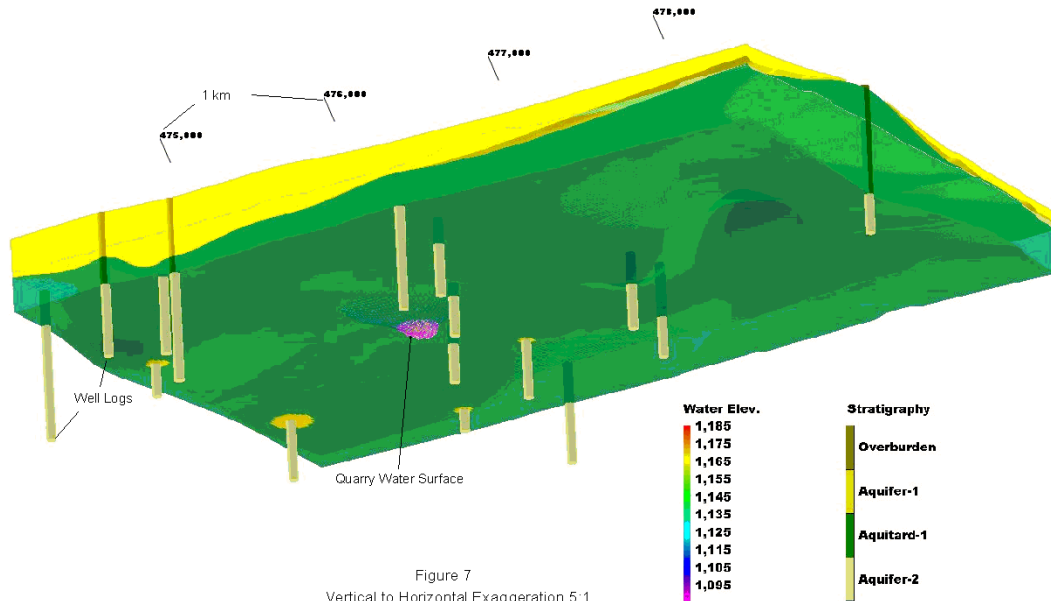 478,000
477,000
476,000
1 km
475,000
Well Logs
Quarry Water Surface
Water Elev.
1,185
1,175
1,165
1,155
1,145
1,135
1,125
1,115
1,105
1,095
Stratigraphy
Overburden
Aquifer-1
Aquitard-1
Aquifer-2
Figure 7
Vertical to Horizontal Exaggeration 5:1